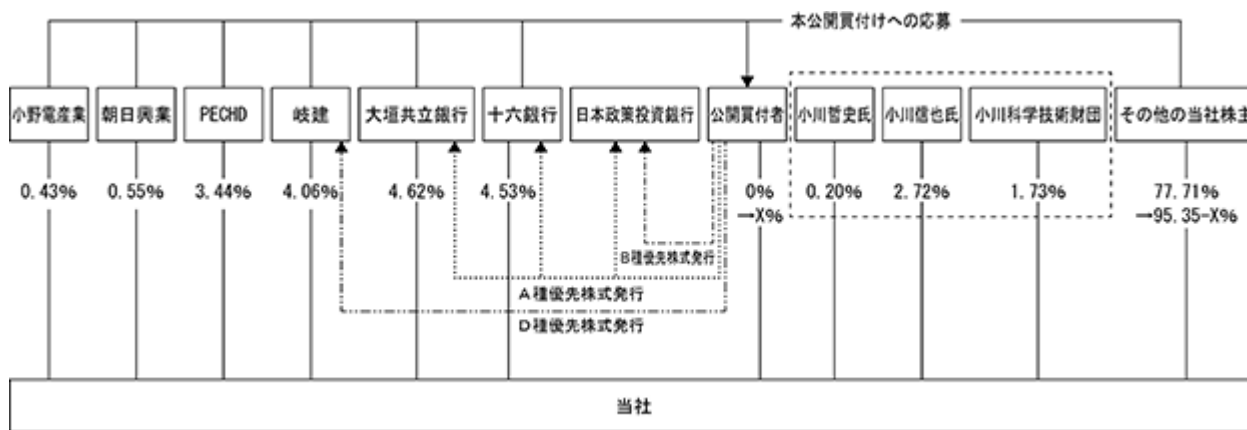 本公開買付けへの応募
小野電産業
朝日興業
PECHD
岐建
大垣共立銀行
十六銀行
日本政策投資銀行
公開買付者
小川哲史氏
小川信也氏
小川科学技術財団
その他の当社株主
0.43%
0.55%
3.44%
4.06%
4.62%
4.53%
0%
→X%
0.20%
2.72%
1.73%
77.71%
→95.35-X%
B種優先株式発行
A種優先株式発行
D種優先株式発行
当社